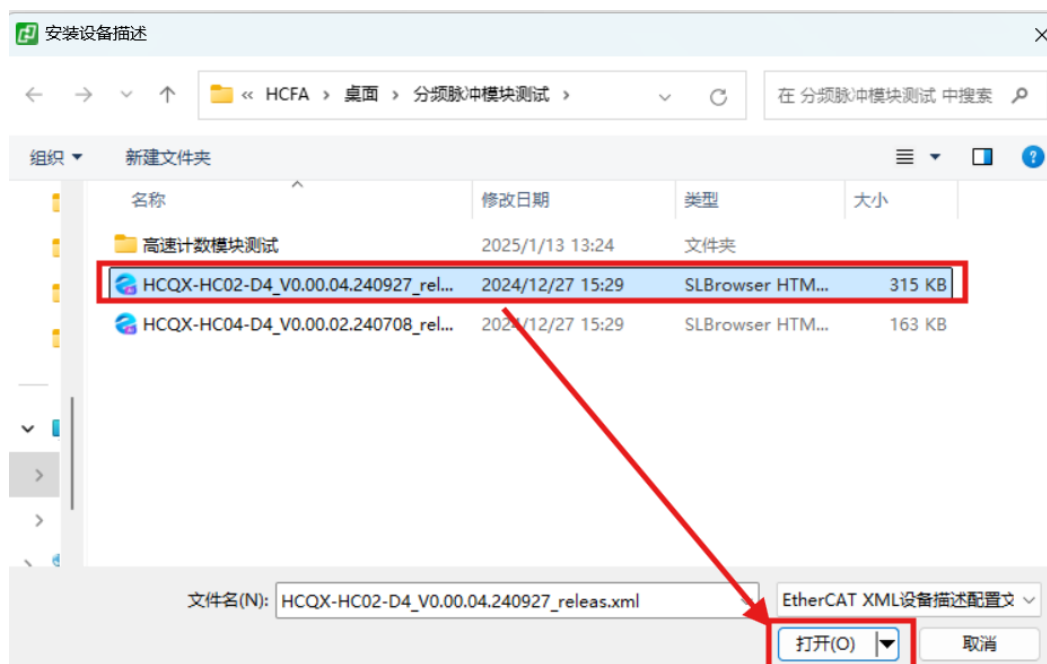 安装设备描述
« HCFA › 桌面 › 分频脉冲模块测试 ›
在 分频脉冲模块测试 中搜索
组织 新建文件夹
名称 修改日期 类型 大小
高速计数模块测试 2025/1/13 13:24 文件夹
HCQX-HC02-D4_V0.00.04.240927_rel... 2024/12/27 15:29 SLBrowser HTM... 315 KB
HCQX-HC04-D4_V0.00.02.240708_rel... 2024/12/27 15:29 SLBrowser HTM... 163 KB
文件名(N): HCQX-HC02-D4_V0.00.04.240927_releas.xml EtherCAT XML设备描述配置文
打开(O) 取消